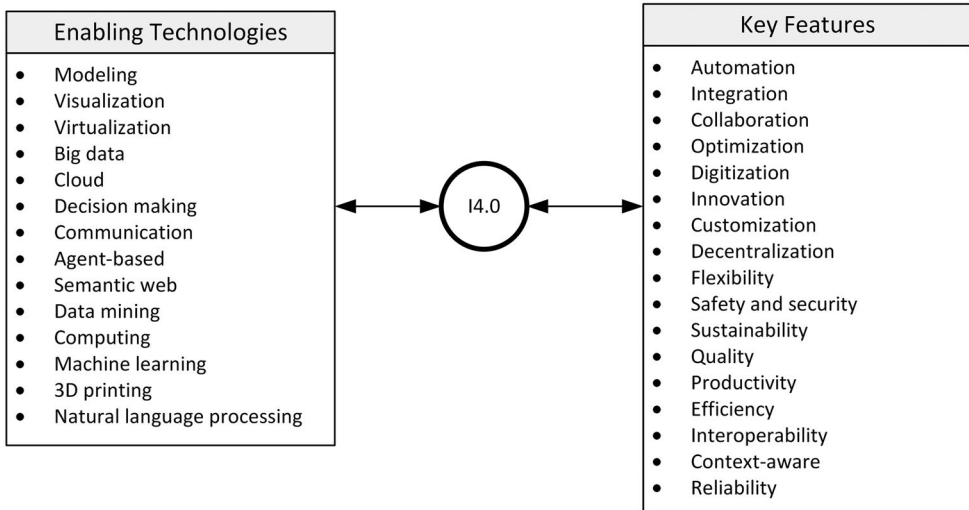 Enabling Technologies
• Modeling
• Visualization
• Virtualization
• Big data
• Cloud
• Decision making
• Communication
• Agent-based
• Semantic web
• Data mining
• Computing
• Machine learning
• 3D printing
• Natural language processing
I4.0
Key Features
• Automation
• Integration
• Collaboration
• Optimization
• Digitization
• Innovation
• Customization
• Decentralization
• Flexibility
• Safety and security
• Sustainability
• Quality
• Productivity
• Efficiency
• Interoperability
• Context-aware
• Reliability